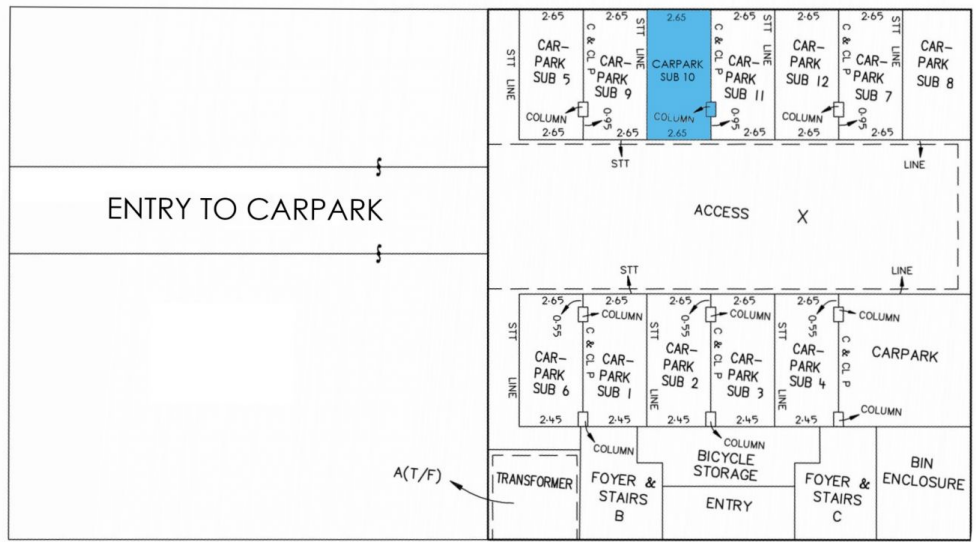 2.65
2.65
2.65
2.65
2.65
2.65
STT LINE
CAR-
PARK
SUB 5
C & CL P
CAR-
PARK
SUB 9
STT LINE
CARPARK
SUB 10
C & CL P
CAR-
PARK
SUB 11
STT LINE
CAR-
PARK
SUB 12
C & CL P
CAR-
PARK
SUB 7
STT LINE
CAR-
PARK
SUB 8
COLUMN
0.95
COLUMN
0.95
COLUMN
0.95
2.65
2.65
2.65
2.65
2.65
2.65
STT
LINE
ENTRY TO CARPARK
ACCESS
X
STT
LINE
2.65
2.65
2.65
2.65
2.65
0.55
COLUMN
0.55
COLUMN
0.55
COLUMN
STT
LINE
CAR-
PARK
SUB 6
C & CL P
CAR-
PARK
SUB 1
STT
LINE
CAR-
PARK
SUB 2
C & CL P
CAR-
PARK
SUB 3
STT
LINE
CAR-
PARK
SUB 4
C & CL P
CARPARK
2.45
2.45
2.45
2.45
2.45
COLUMN
COLUMN
COLUMN
A(T/F)
TRANSFORMER
FOYER &
STAIRS
B
BICYCLE
STORAGE
ENTRY
FOYER &
STAIRS
C
BIN
ENCLOSURE